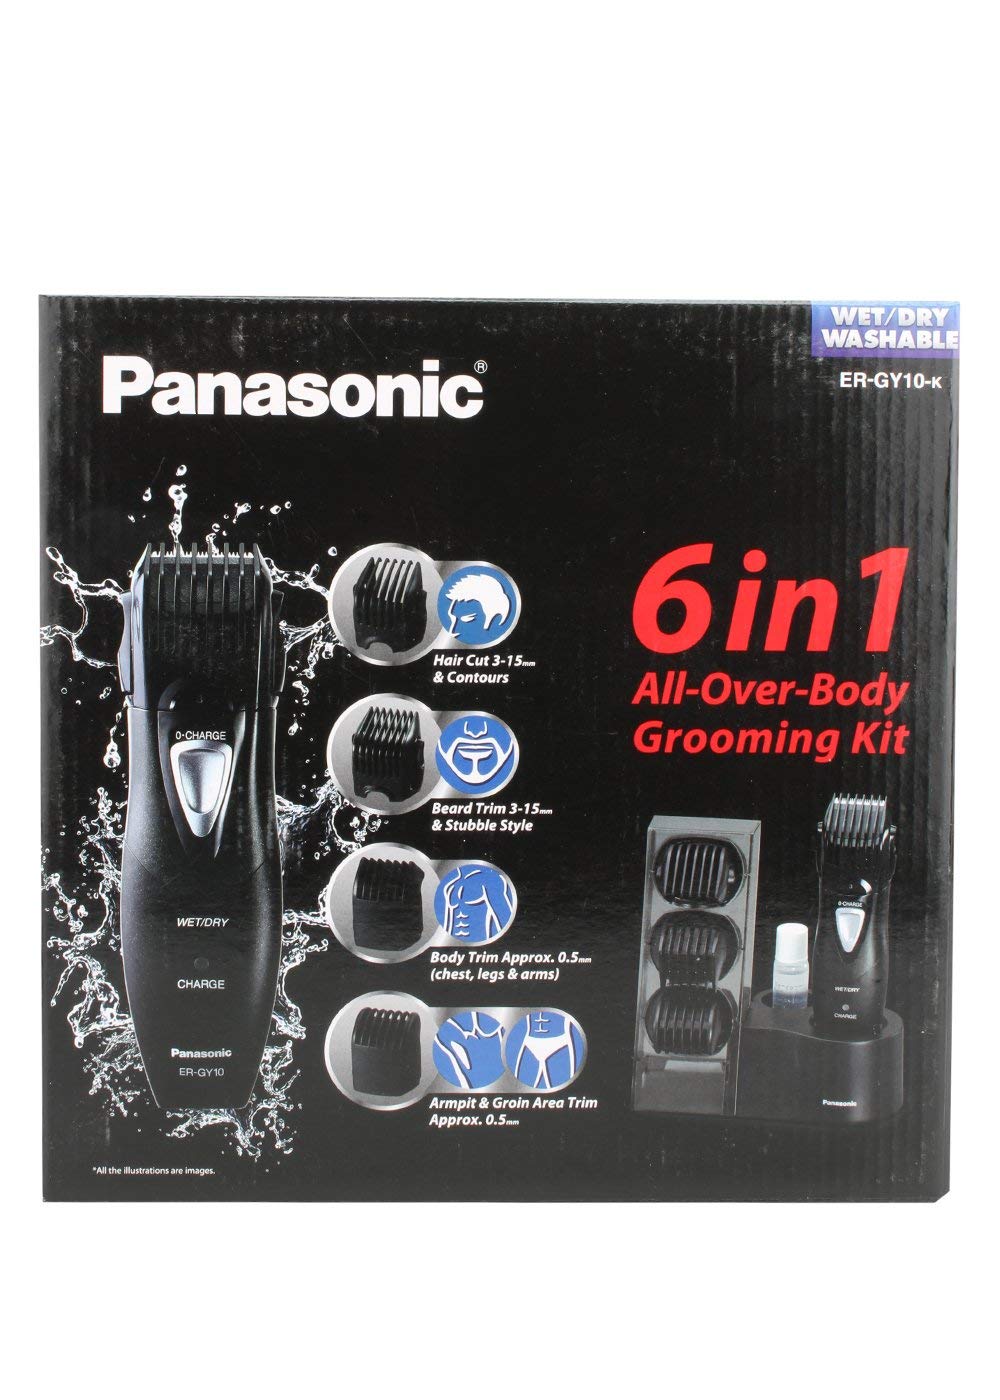 WET/DRY
WASHABLE
ER-GY10-K
Panasonic®
6 in 1
All-Over-Body
Grooming Kit
Hair Cut 3-15mm
& Contours
Beard Trim 3-15mm
& Stubble Style
Body Trim Approx. 0.5mm
(chest, legs & arms)
Armpit & Groin Area Trim
Approx. 0.5mm
0·CHARGE
WET/DRY
CHARGE
Panasonic
ER-GY10
0·CHARGE
WET/DRY
CHARGE
Panasonic
*All the illustrations are images.